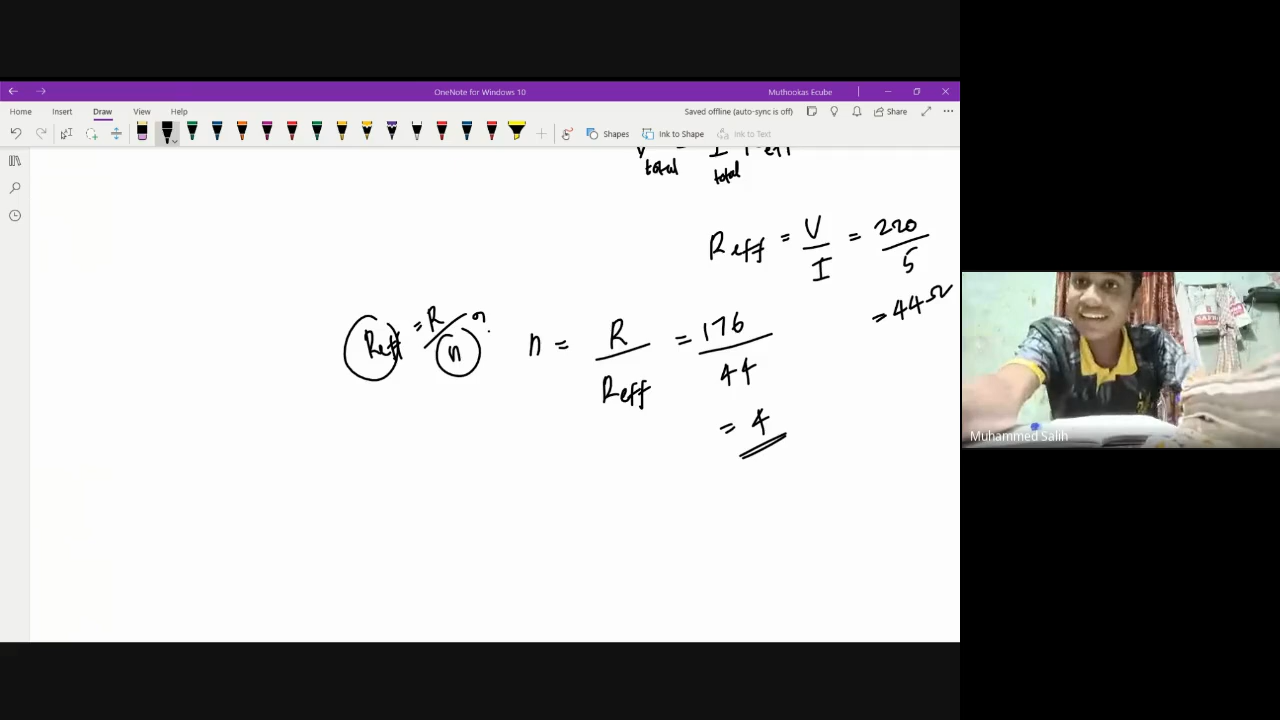 OneNote for Windows 10
Muthookas Ecube
Home Insert Draw View Help
Saved offline (auto-sync is off)
Share
Shapes
Ink to Shape
Ink to Text
total total
Reff = V/I = 220/5
= 44Ω
Reff = R/n ?
n = R/Reff = 176/44
= 4
Muhammed Salih